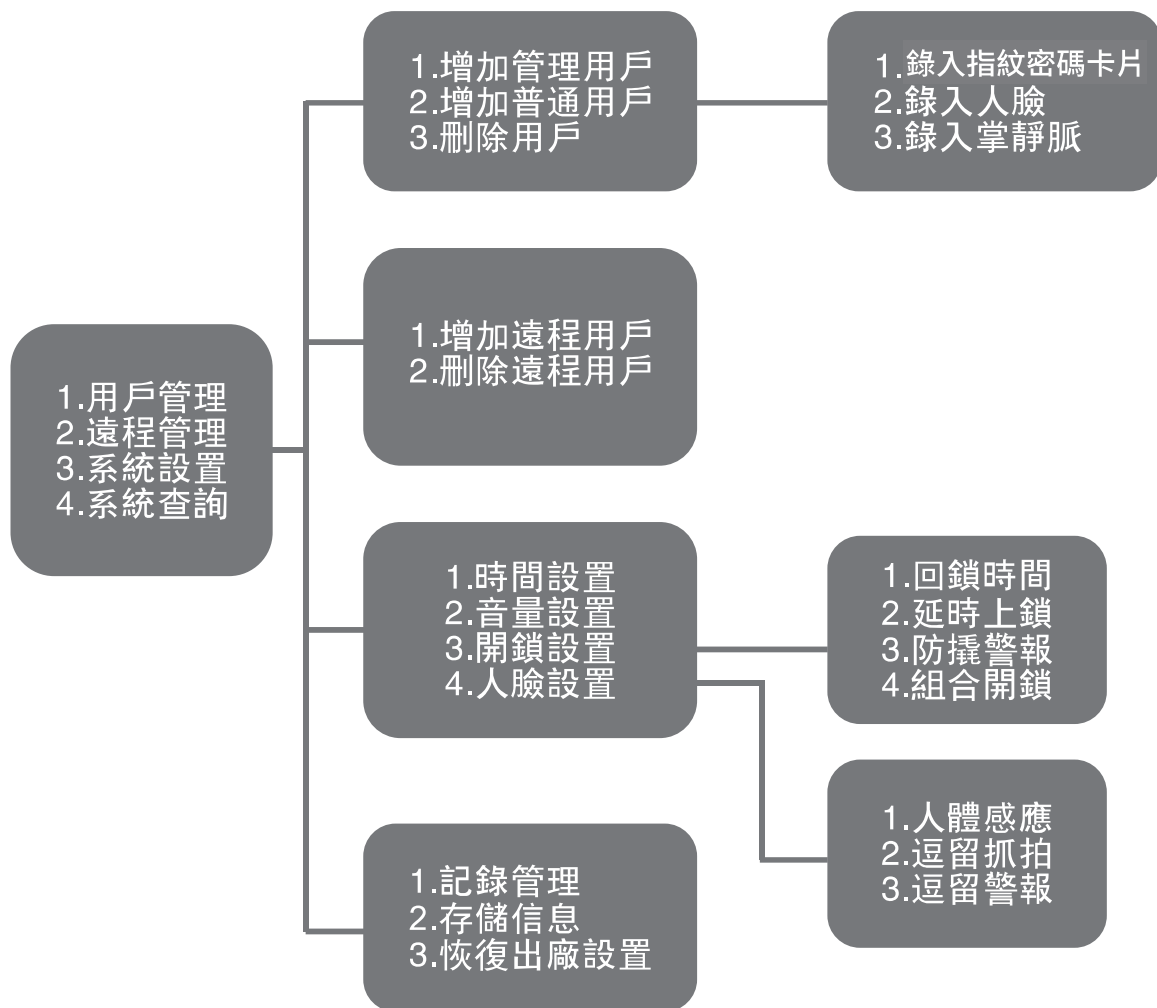 1.用戶管理
2.遠程管理
3.系統設置
4.系統查詢
1.增加管理用戶
2.增加普通用戶
3.刪除用戶
1.錄入指紋密碼卡片
2.錄入人臉
3.錄入掌靜脈
1.增加遠程用戶
2.刪除遠程用戶
1.時間設置
2.音量設置
3.開鎖設置
4.人臉設置
1.回鎖時間
2.延時上鎖
3.防撬警報
4.組合開鎖
1.人體感應
2.逗留抓拍
3.逗留警報
1.記錄管理
2.存儲信息
3.恢復出廠設置